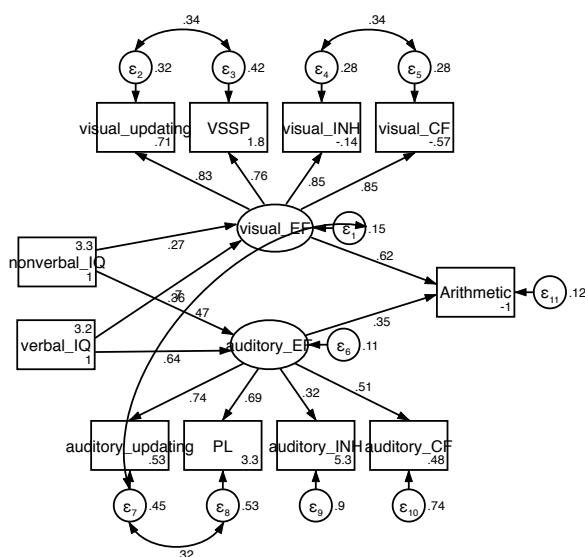 .34
.34
ε2 .32
ε3 .42
ε4 .28
ε5 .28
visual_updating
.71
VSSP
1.8
visual_INH
-.14
visual_CF
-.57
.83
.76
.85
.85
visual_EF
ε1 .15
3.3
nonverbal_IQ
1
.27
.62
.7
.36
.47
Arithmetic
-1
ε11 .12
3.2
verbal_IQ
1
.35
.64
auditory_EF
ε6 .11
.74
.69
.32
.51
auditory_updating
.53
PL
3.3
auditory_INH
5.3
auditory_CF
.48
ε7 .45
ε8 .53
ε9 .9
ε10 .74
.32